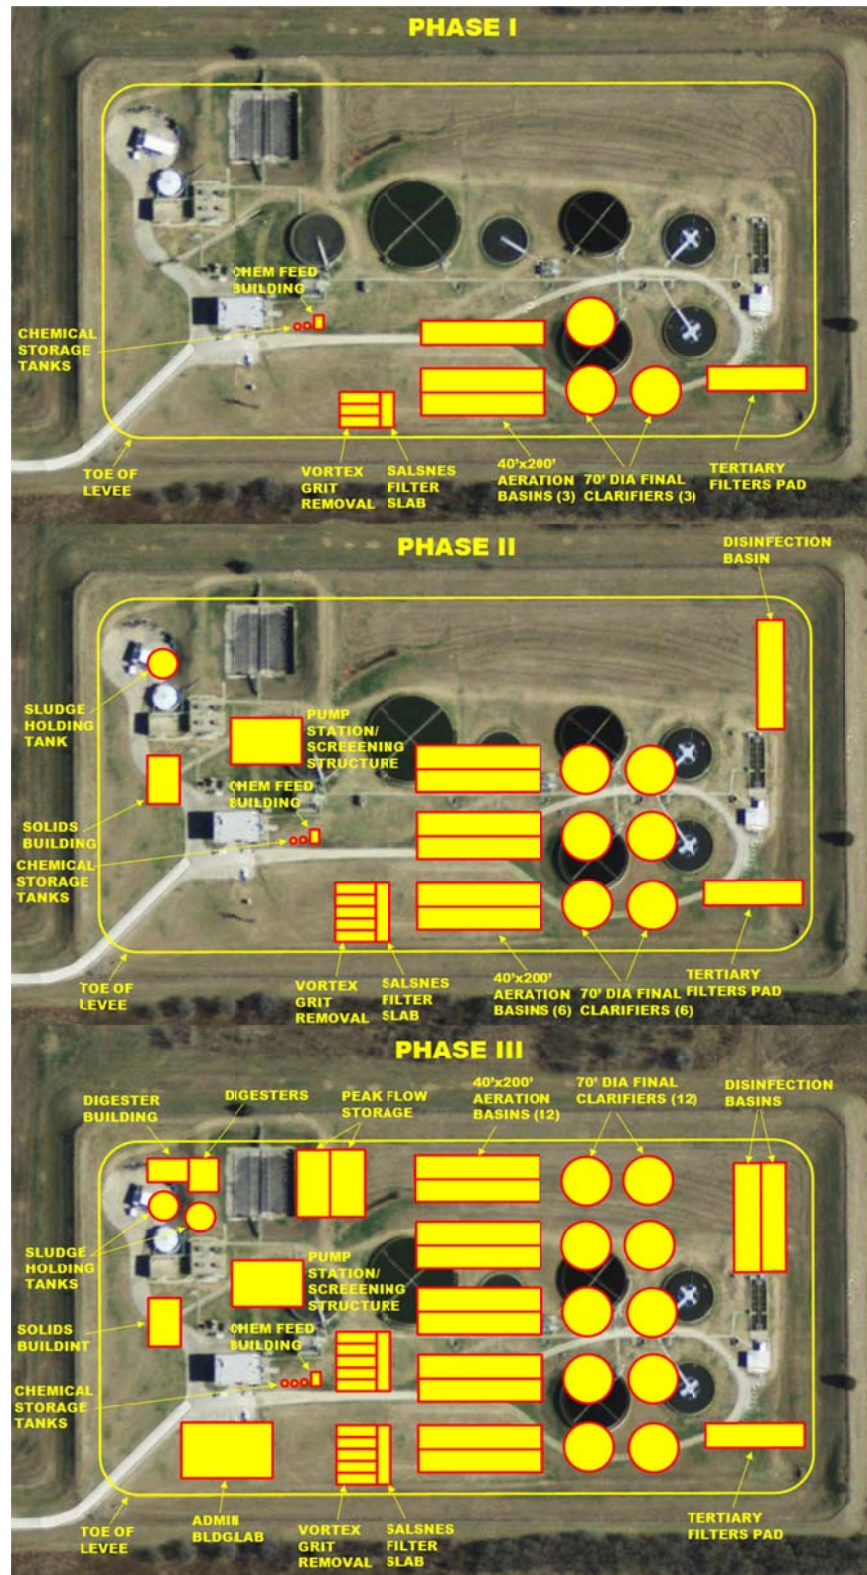 PHASE I
CHEM FEED
BUILDING
CHEMICAL
STORAGE
TANKS
TOE OF
LEVEE
VORTEX
GRIT
REMOVAL
SALSNES
FILTER
SLAB
40'x200'
AERATION
BASINS (3)
70' DIA FINAL
CLARIFIERS (3)
TERTIARY
FILTERS PAD
PHASE II
DISINFECTION
BASIN
SLUDGE
HOLDING
TANK
PUMP
STATION/
SCREEENING
STRUCTURE
CHEM FEED
BUILDING
SOLIDS
BUILDING
CHEMICAL
STORAGE
TANKS
TOE OF
LEVEE
VORTEX
GRIT
REMOVAL
SALSNES
FILTER
SLAB
40'x200'
AERATION
BASINS (6)
70' DIA FINAL
CLARIFIERS (6)
TERTIARY
FILTERS PAD
PHASE III
DIGESTER
BUILDING
DIGESTERS
PEAK FLOW
STORAGE
40'x200'
AERATION
BASINS (12)
70' DIA FINAL
CLARIFIERS (12)
DISINFECTION
BASINS
SLUDGE
HOLDING
TANKS
PUMP
STATION/
SCREEENING
STRUCTURE
SOLIDS
BUILDINT
CHEM FEED
BUILDING
CHEMICAL
STORAGE
TANKS
TOE OF
LEVEE
ADMIN
BLDGLAB
VORTEX
GRIT
REMOVAL
SALSNES
FILTER
SLAB
TERTIARY
FILTERS PAD